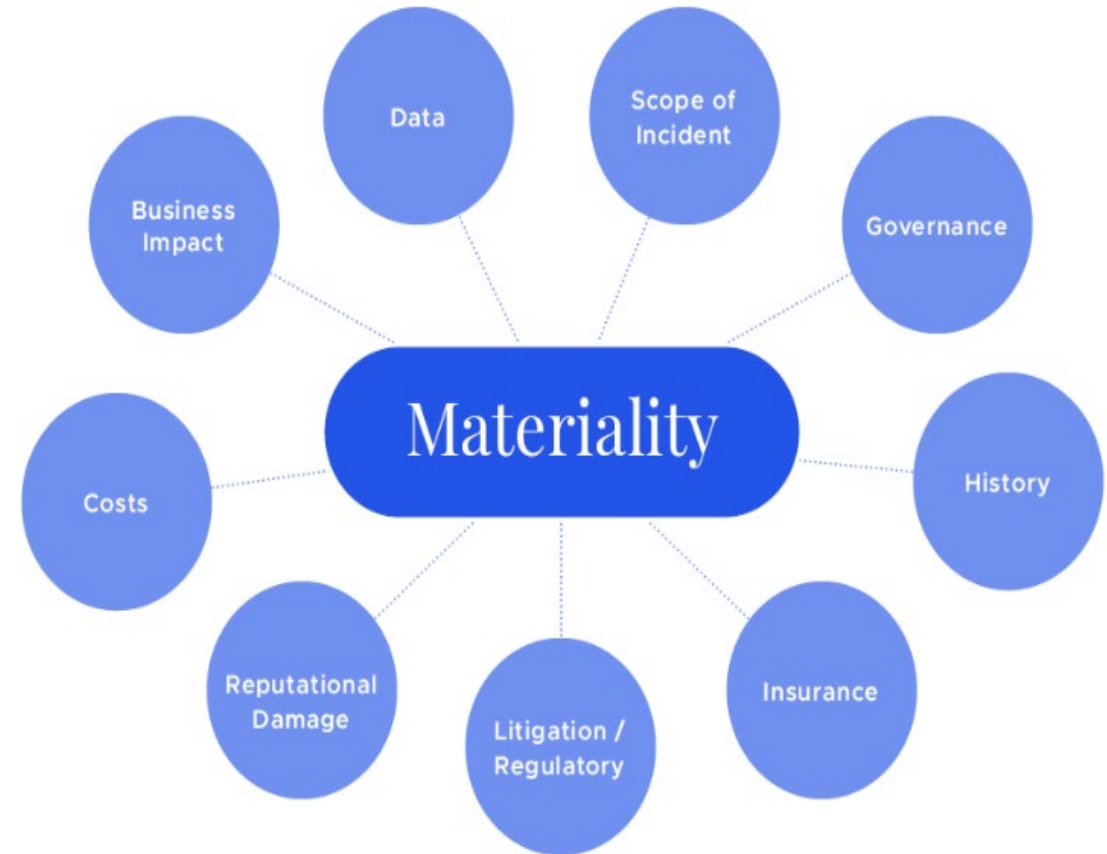 Data
Scope of
Incident
Business
Impact
Governance
Materiality
Costs
History
Reputational
Damage
Litigation /
Regulatory
Insurance